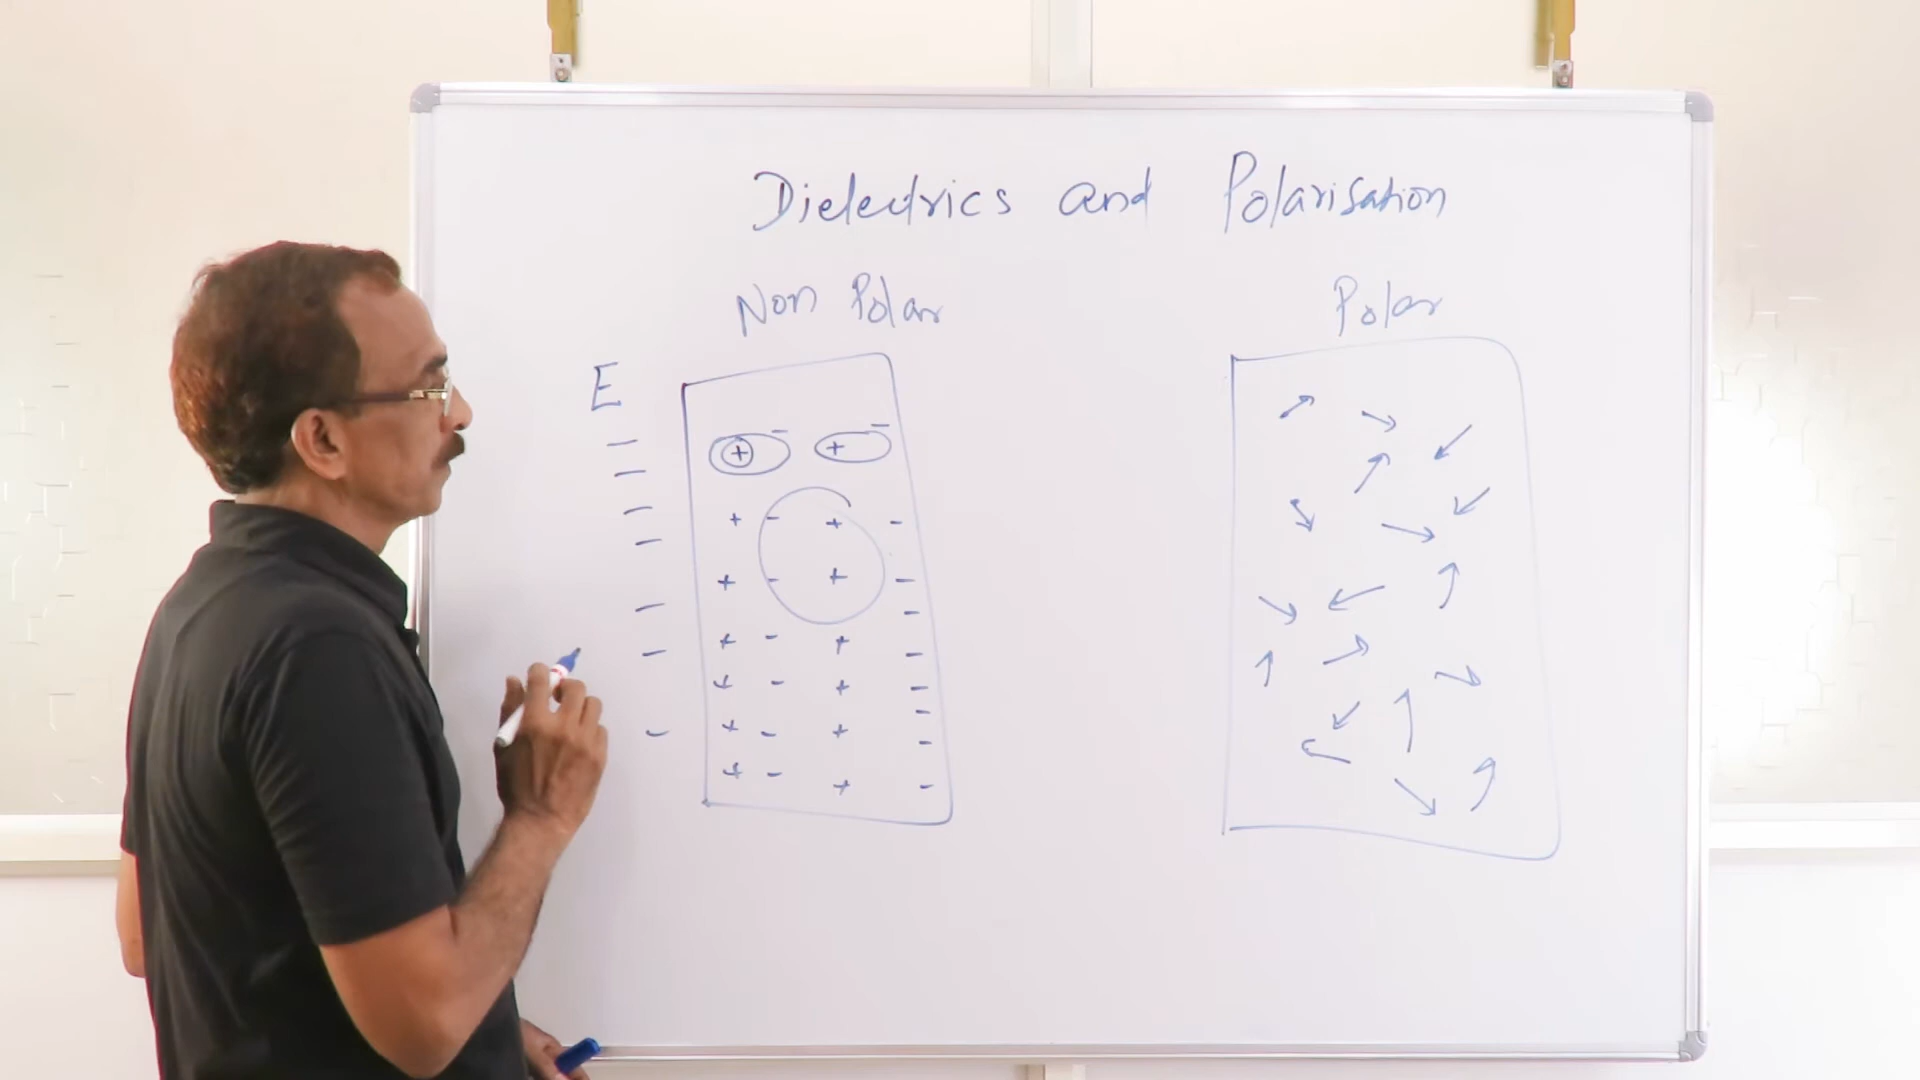 Dielectrics and Polarisation
Non Polar
Polar
E
−
−
−
−
−
−
−
+ − + −
+ − + −
−
+ − + −
+ − + −
−
+ − + −
+ − + −